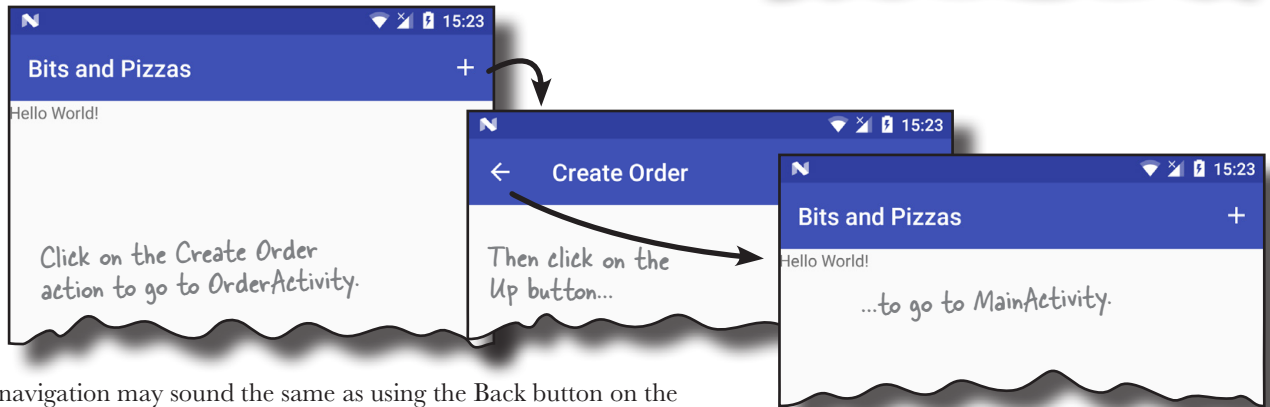 15:23
Bits and Pizzas +
Hello World!
Click on the Create Order
action to go to OrderActivity.
15:23
← Create Order
Then click on the
Up button...
15:23
Bits and Pizzas +
Hello World!
...to go to MainActivity.
navigation may sound the same as using the Back button on the